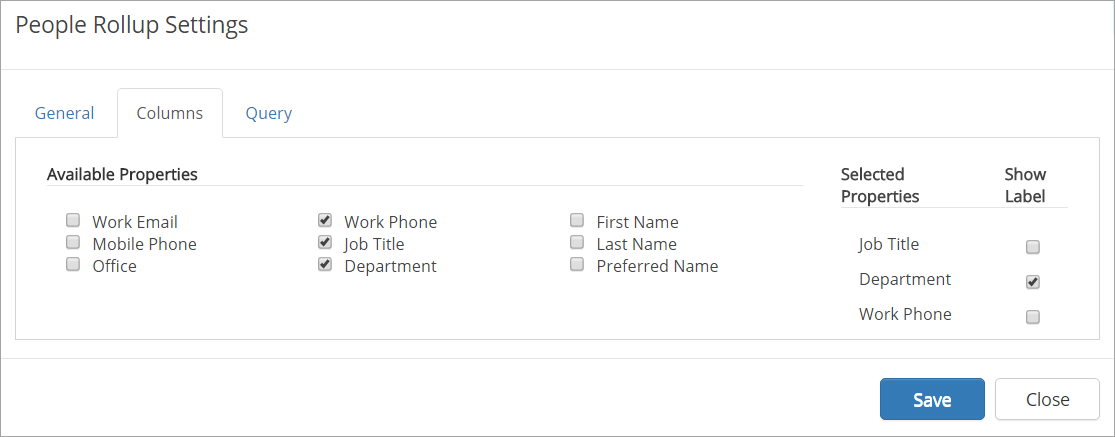 People Rollup Settings
General Columns Query
Available Properties
Work Email Work Phone First Name
Mobile Phone Job Title Last Name
Office Department Preferred Name
Selected Properties Show Label
Job Title
Department
Work Phone
Save Close